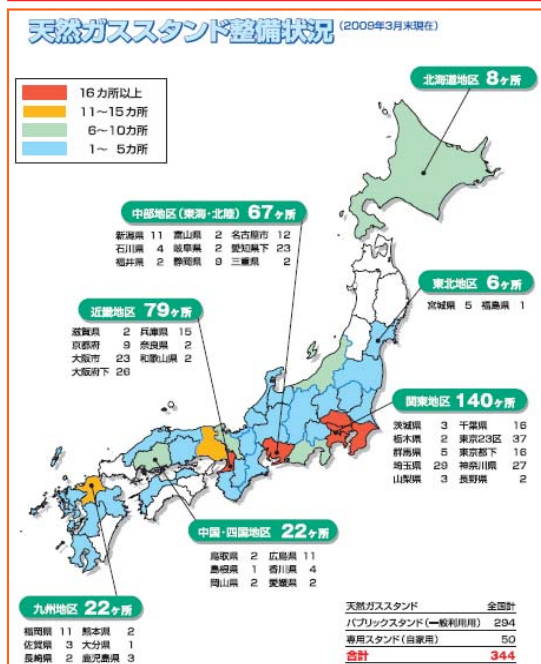 天然ガススタンド整備状況 (2009年3月末現在)
16カ所以上
11〜15カ所
6〜10カ所
1〜5カ所
北海道地区 8ヶ所
中部地区(東海・北陸) 67ヶ所
新潟県 11 富山県 2 名古屋市 12
石川県 4 岐阜県 2 愛知県下 23
福井県 2 静岡県 9 三重県 2
東北地区 6ヶ所
宮城県 5 福島県 1
近畿地区 79ヶ所
滋賀県 2 兵庫県 15
京都府 9 奈良県 2
大阪市 23 和歌山県 2
大阪府下 26
関東地区 140ヶ所
茨城県 3 千葉県 16
栃木県 2 東京23区 37
群馬県 5 東京都下 16
埼玉県 29 神奈川県 27
山梨県 3 長野県 2
中国・四国地区 22ヶ所
鳥取県 2 広島県 11
島根県 1 香川県 4
岡山県 2 愛媛県 2
九州地区 22ヶ所
福岡県 11 熊本県 2
佐賀県 3 大分県 1
長崎県 2 鹿児島県 3
天然ガススタンド 全国計
パブリックスタンド(一般利用用) 294
専用スタンド(自家用) 50
合計 344